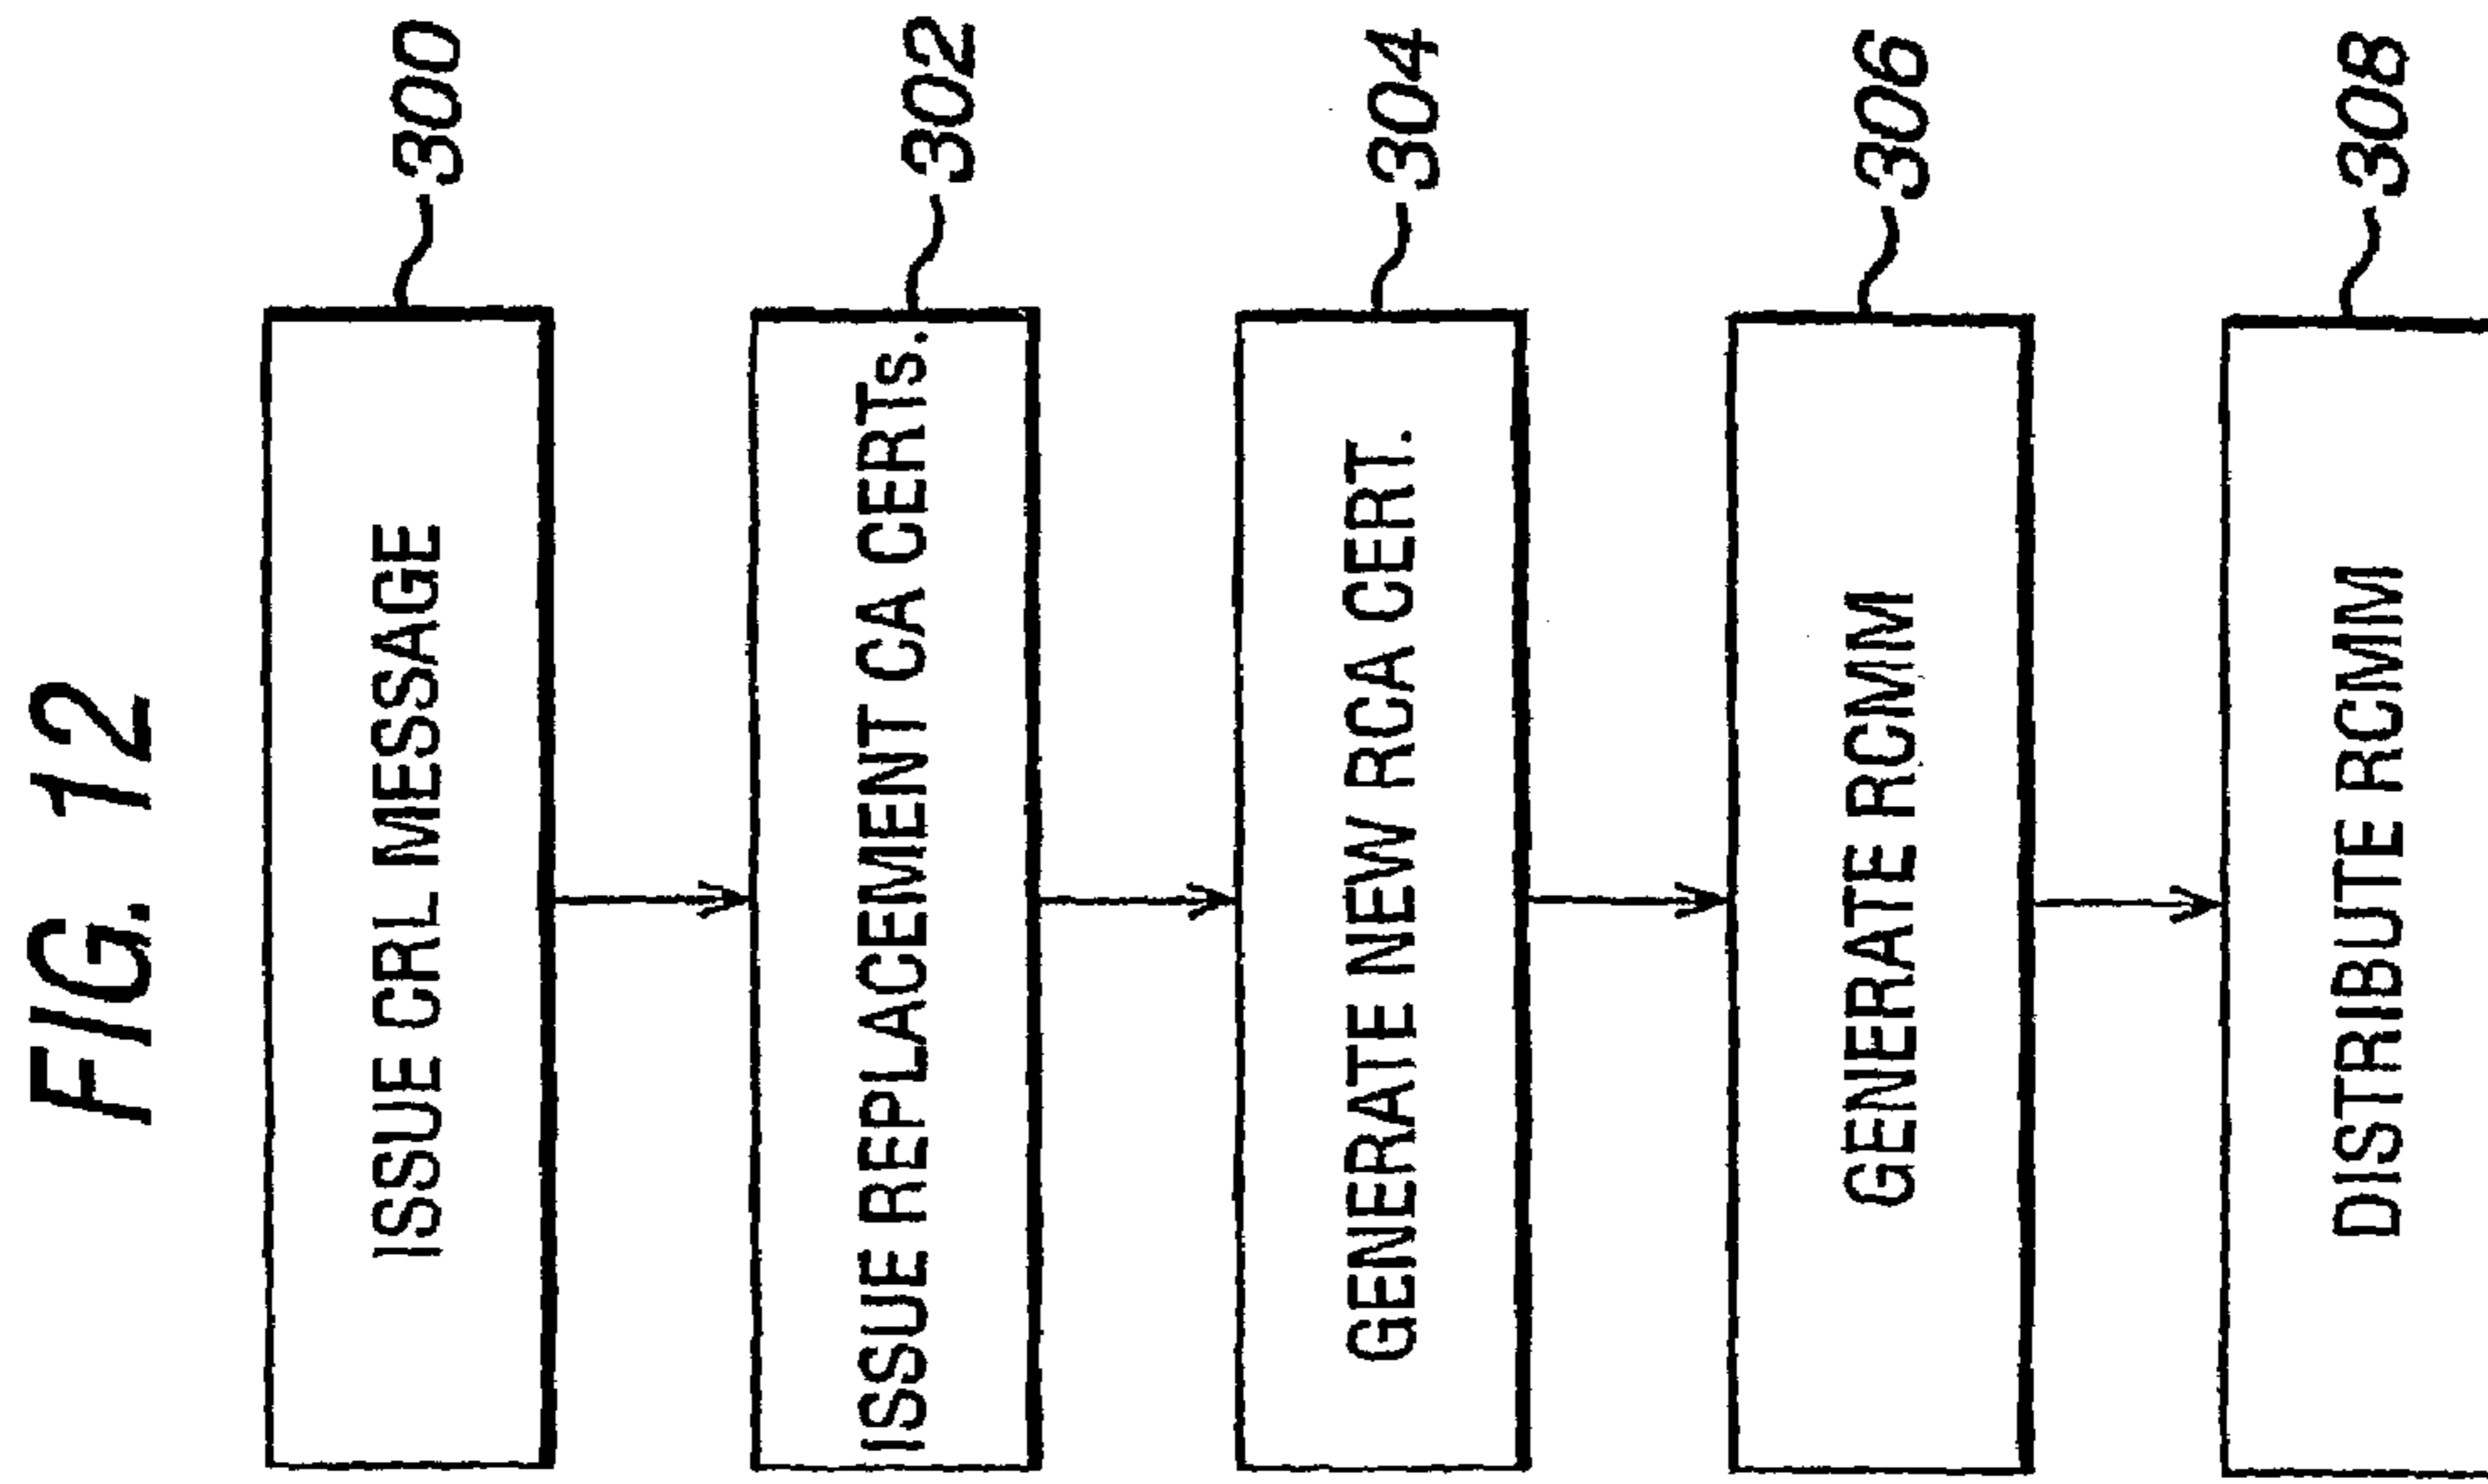 FIG. 12
ISSUE CRL MESSAGE
300
ISSUE REPLACEMENT CA CERTs.
302
GENERATE NEW RCA CERT.
304
GENERATE RCMM
306
DISTRIBUTE RCMM
308